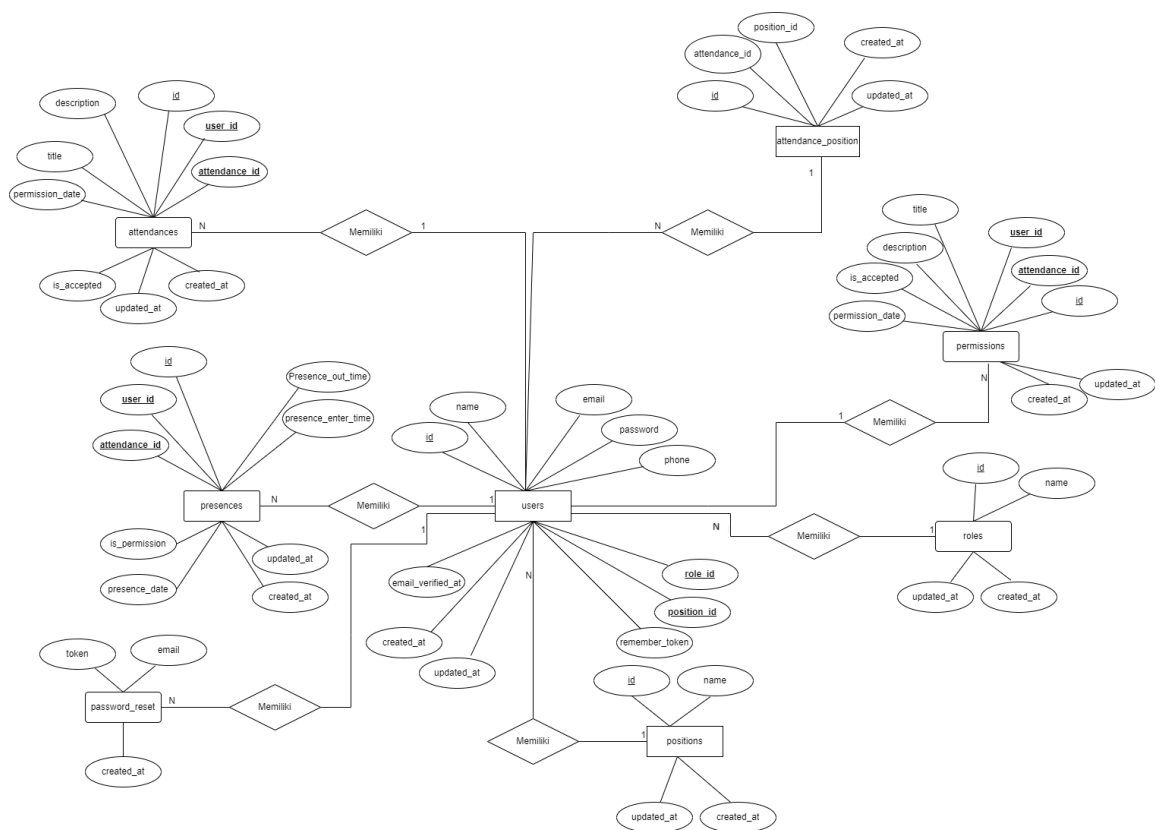 position_id
created_at
attendance_id
id
updated_at
attendance_position
1
id
description
user_id
title
attendance_id
permission_date
attendances
N
Memiliki
1
is_accepted
created_at
updated_at
N
Memiliki
title
user_id
description
attendance_id
is_accepted
id
permission_date
permissions
N
updated_at
created_at
1
Memiliki
id
Presence_out_time
user_id
presence_enter_time
attendance_id
presences
N
Memiliki
1
is_permission
updated_at
presence_date
created_at
name
email
id
password
phone
users
1
N
email_verified_at
role_id
position_id
created_at
remember_token
updated_at
N
Memiliki
1
id
name
roles
updated_at
created_at
token
email
password_reset
N
Memiliki
created_at
id
name
Memiliki
1
positions
updated_at
created_at